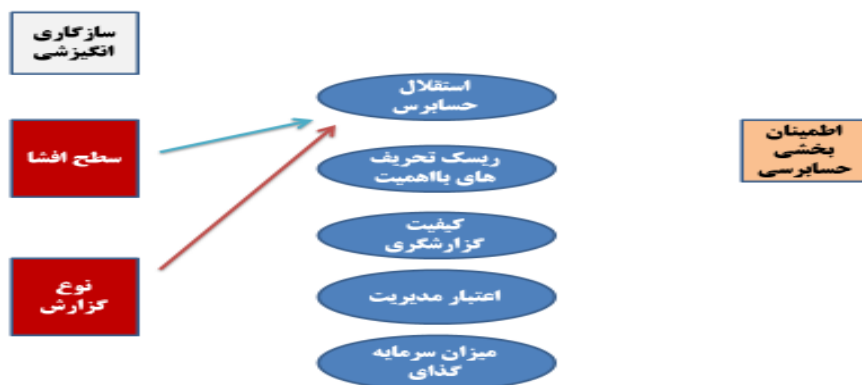 سازگاری
انگیزشی
استقلال
حسابرس
سطح افشا
اطمینان
بخشی
حسابرسی
ریسک تحریف
های بااهمیت
کیفیت
گزارشگری
نوع
گزارش
اعتبار مدیریت
میزان سرمایه
گذای